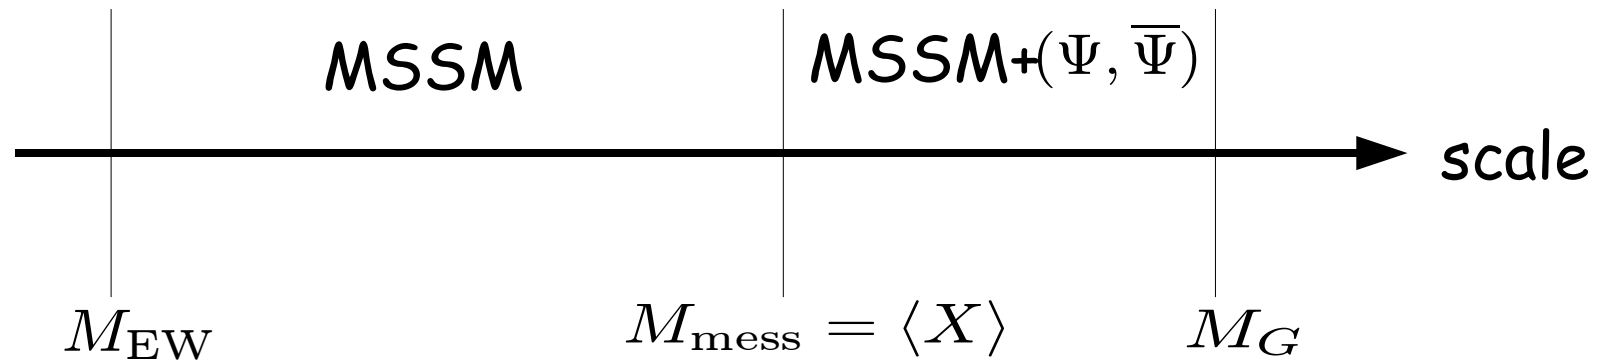 MSSM MSSM+(Ψ, Ψ̅)
scale
M_EW M_mess = ⟨X⟩ M_G